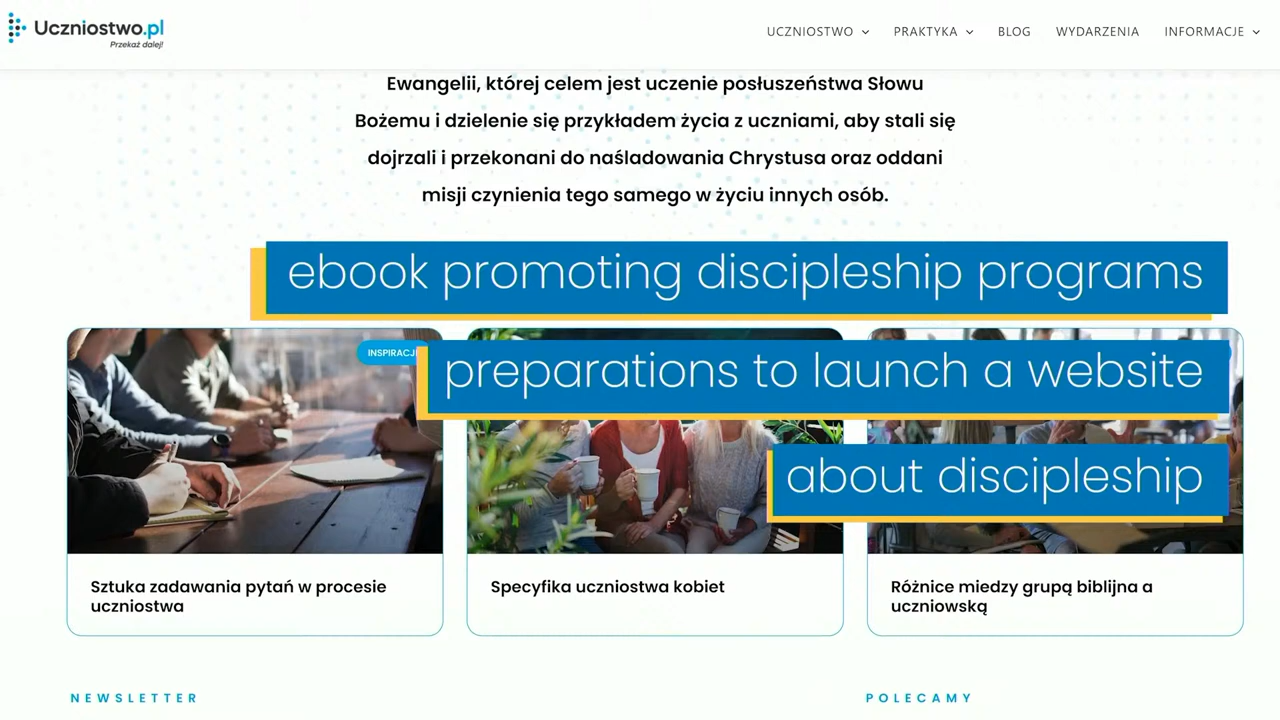 Uczniostwo.pl
Przekaż dalej!
UCZNIOSTWO
PRAKTYKA
BLOG
WYDARZENIA
INFORMACJE
Ewangelii, której celem jest uczenie posłuszeństwa Słowu
Bożemu i dzielenie się przykładem życia z uczniami, aby stali się
dojrzali i przekonani do naśladowania Chrystusa oraz oddani
misji czynienia tego samego w życiu innych osób.
ebook promoting discipleship programs
preparations to launch a website
about discipleship
Sztuka zadawania pytań w procesie
uczniostwa
Specyfika uczniostwa kobiet
Różnice miedzy grupą biblijna a
uczniowską
NEWSLETTER
POLECAMY